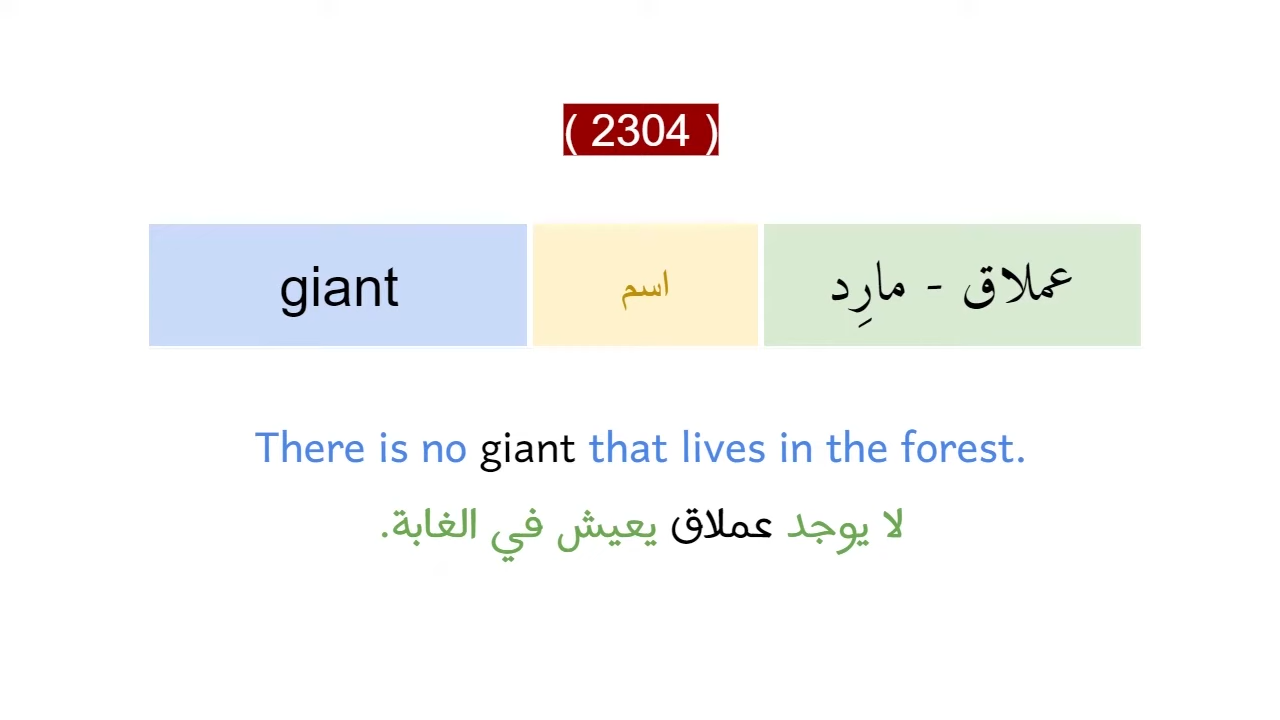 ( 2304 )
giant اسم عملاق - مارِد
There is no giant that lives in the forest.
لا يوجد عملاق يعيش في الغابة.